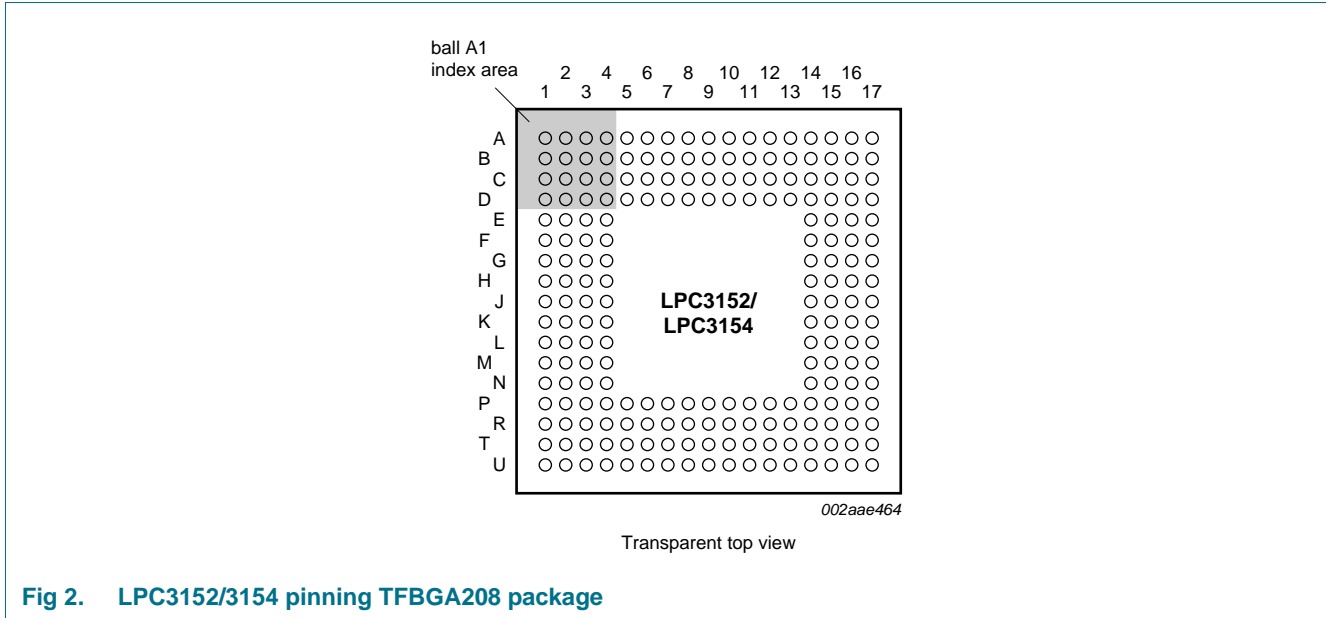 ball A1
index area
2 4 6 8 10 12 14 16
1 3 5 7 9 11 13 15 17
A
B
C
D
E
F
G
H
J
K
L
M
N
P
R
T
U
LPC3152/
LPC3154
002aae464
Transparent top view
Fig 2. LPC3152/3154 pinning TFBGA208 package